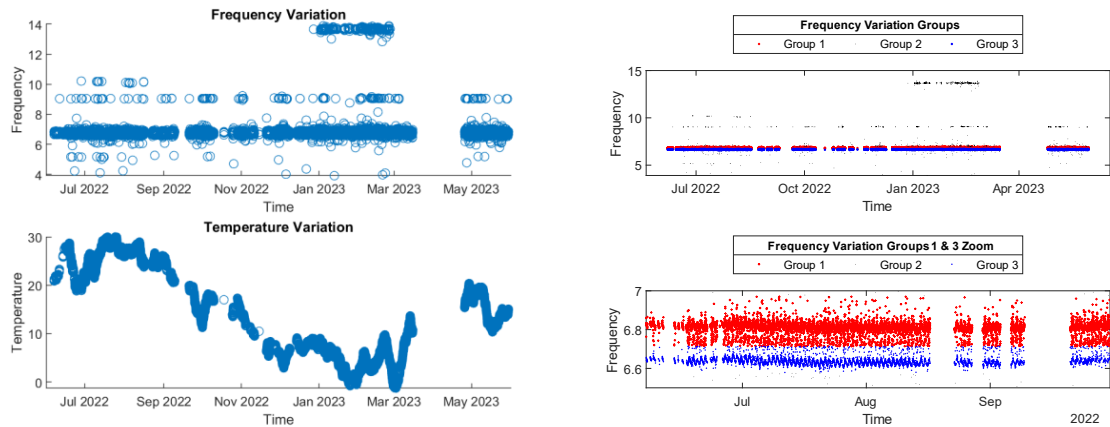 Frequency Variation
14
12
10
8
6
4
Frequency
Jul 2022 Sep 2022 Nov 2022 Jan 2023 Mar 2023 May 2023
Time
Temperature Variation
30
20
10
0
Temperature
Jul 2022 Sep 2022 Nov 2022 Jan 2023 Mar 2023 May 2023
Time
Frequency Variation Groups
Group 1 Group 2 Group 3
15
10
5
Frequency
Jul 2022 Oct 2022 Jan 2023 Apr 2023
Time
Frequency Variation Groups 1 & 3 Zoom
Group 1 Group 2 Group 3
7
6.8
6.6
Frequency
Jul Aug Sep
Time
2022